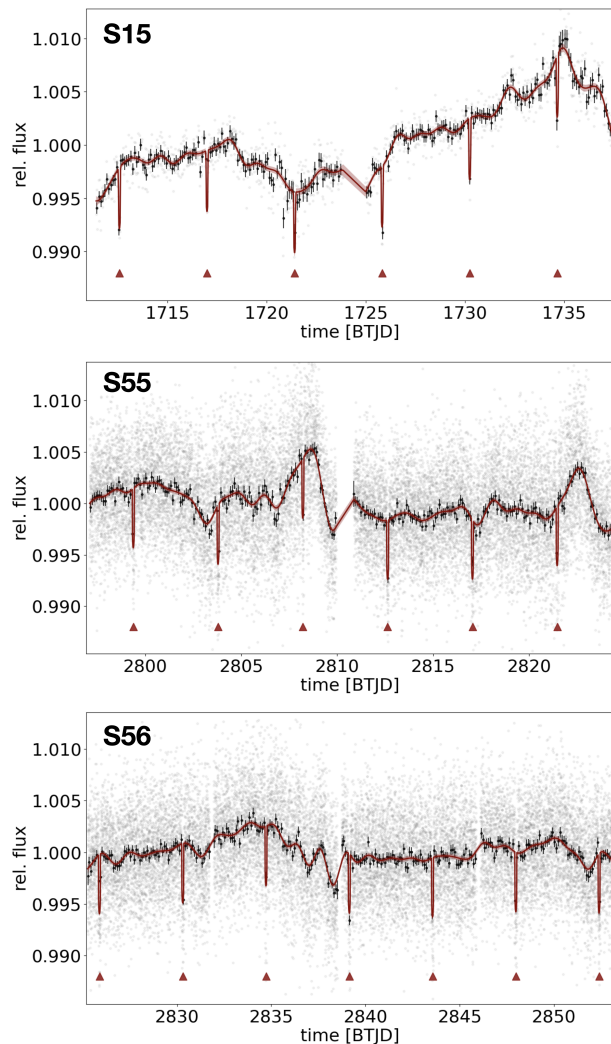 S15
1.010
1.005
1.000
0.995
0.990
rel. flux
1715 1720 1725 1730 1735
time [BTJD]
S55
1.010
1.005
1.000
0.995
0.990
rel. flux
2800 2805 2810 2815 2820
time [BTJD]
S56
1.010
1.005
1.000
0.995
0.990
rel. flux
2830 2835 2840 2845 2850
time [BTJD]